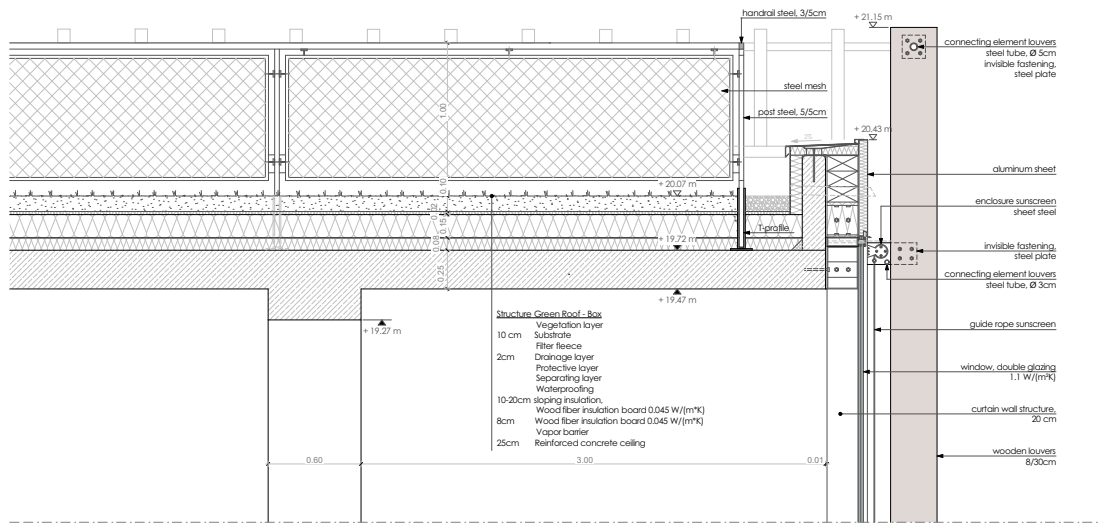 handrail steel, 3/5cm
+ 21.15 m
connecting element louvers
steel tube, Ø 5cm
invisible fastening,
steel plate
steel mesh
1.00
post steel, 5/5cm
+ 20.43 m
aluminum sheet
0.10
+ 20.07 m
enclosure sunscreen
sheet steel
0.15
T-profile
+ 19.72 m
0.08
invisible fastening,
steel plate
0.25
connecting element louvers
steel tube, Ø 3cm
+ 19.47 m
+ 19.27 m
guide rope sunscreen
Structure Green Roof - Box
Vegetation layer
10 cm Substrate
Filter fleece
2cm Drainage layer
Protective layer
Separating layer
Waterproofing
10-20cm sloping insulation,
Wood fiber insulation board 0.045 W/(m*K)
8cm Wood fiber insulation board 0.045 W/(m*K)
Vapor barrier
25cm Reinforced concrete ceiling
window, double glazing
1.1 W/(m²K)
curtain wall structure,
20 cm
wooden louvers
8/30cm
0.60
3.00
0.01